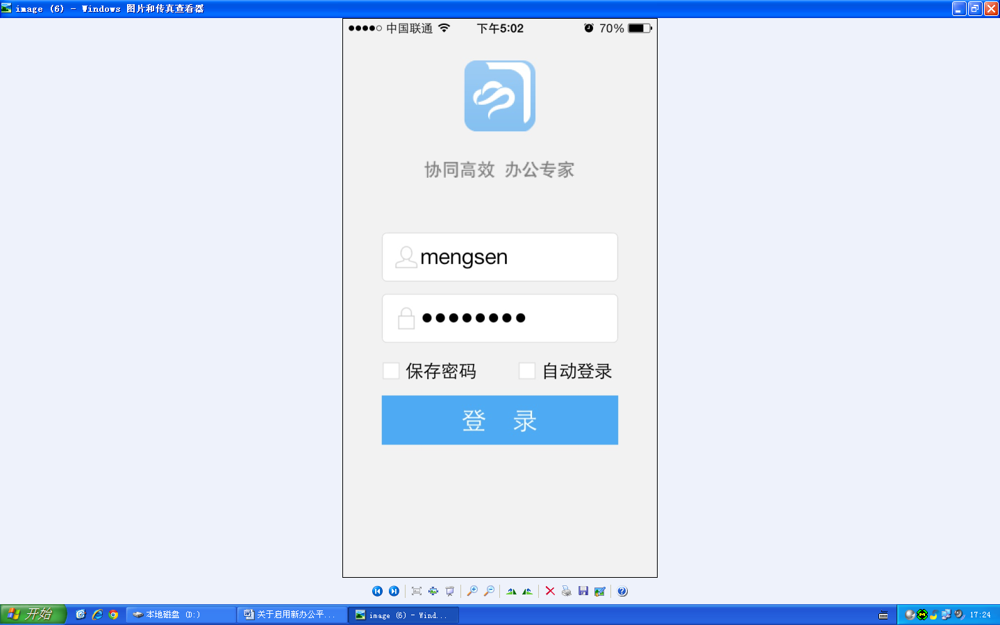 image (6) - Windows 图片和传真查看器
中国联通 下午5:02 70%
协同高效 办公专家
mengsen
保存密码 自动登录
登 录
开始 本地磁盘 (D:) 关于启用新办公平... image (6) - Wind... 17:24